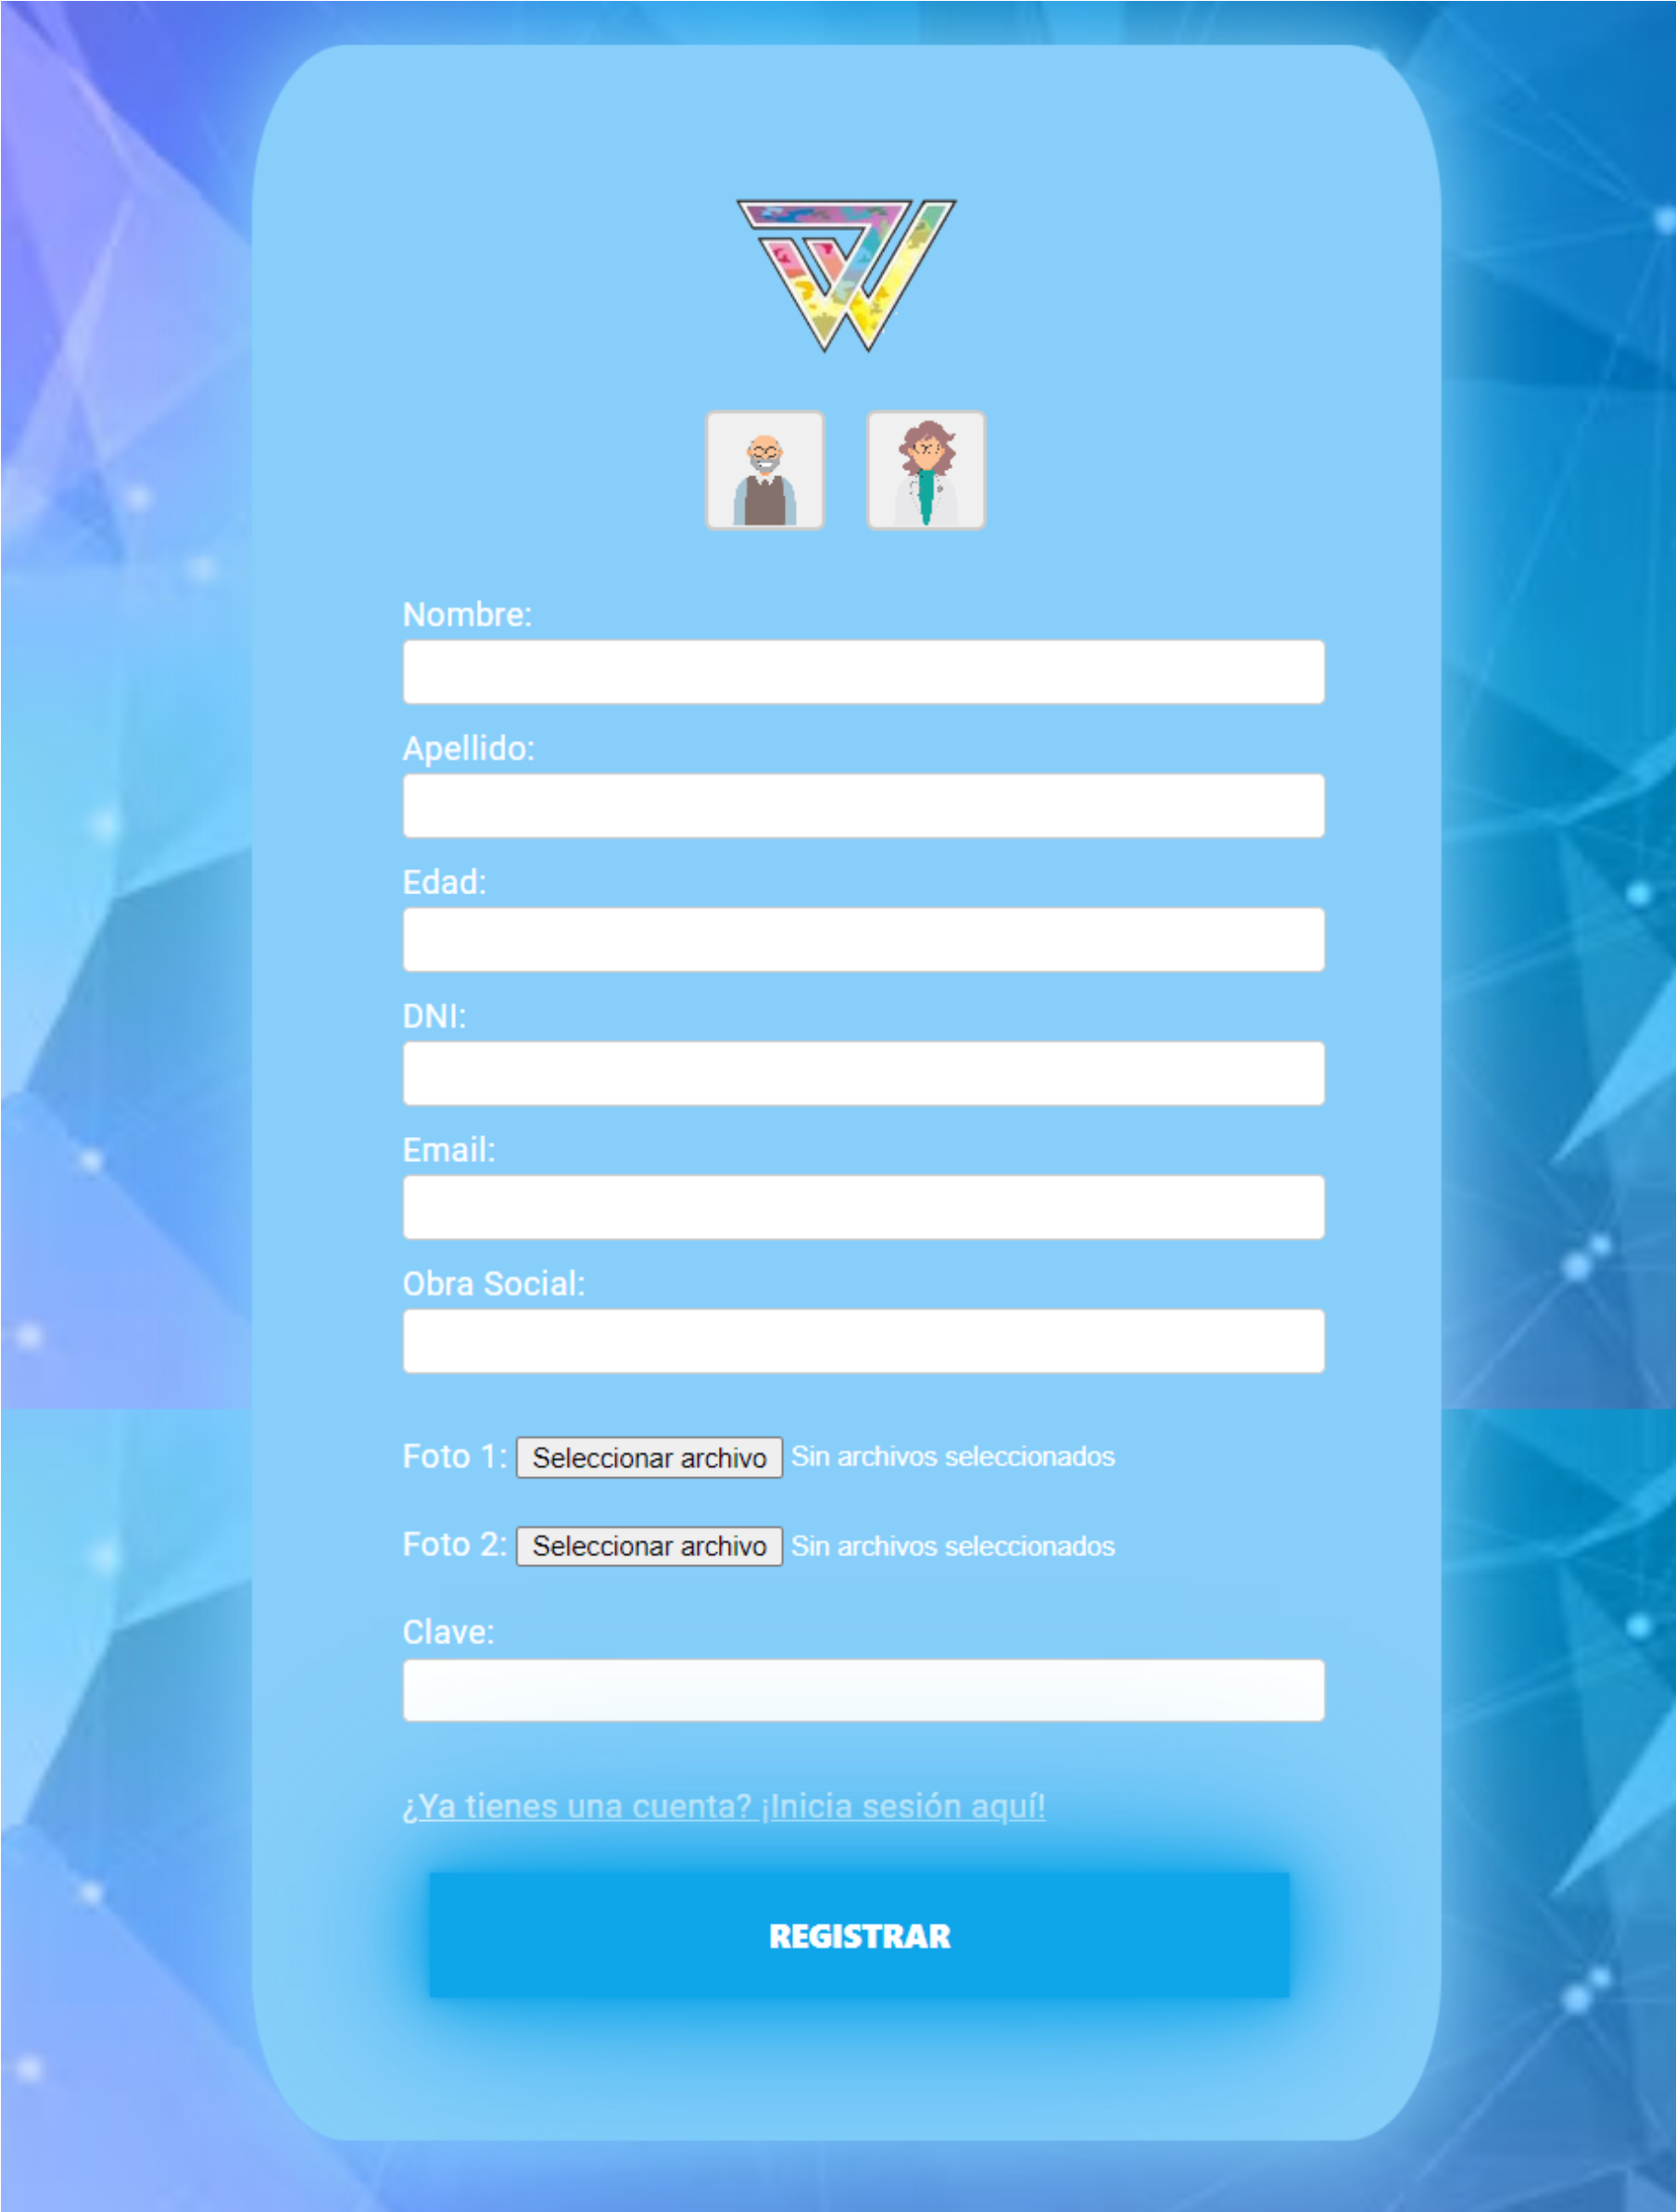 Nombre:
Apellido:
Edad:
DNI:
Email:
Obra Social:
Foto 1: Seleccionar archivo Sin archivos seleccionados
Foto 2: Seleccionar archivo Sin archivos seleccionados
Clave:
¿Ya tienes una cuenta? ¡Inicia sesión aquí!
REGISTRAR